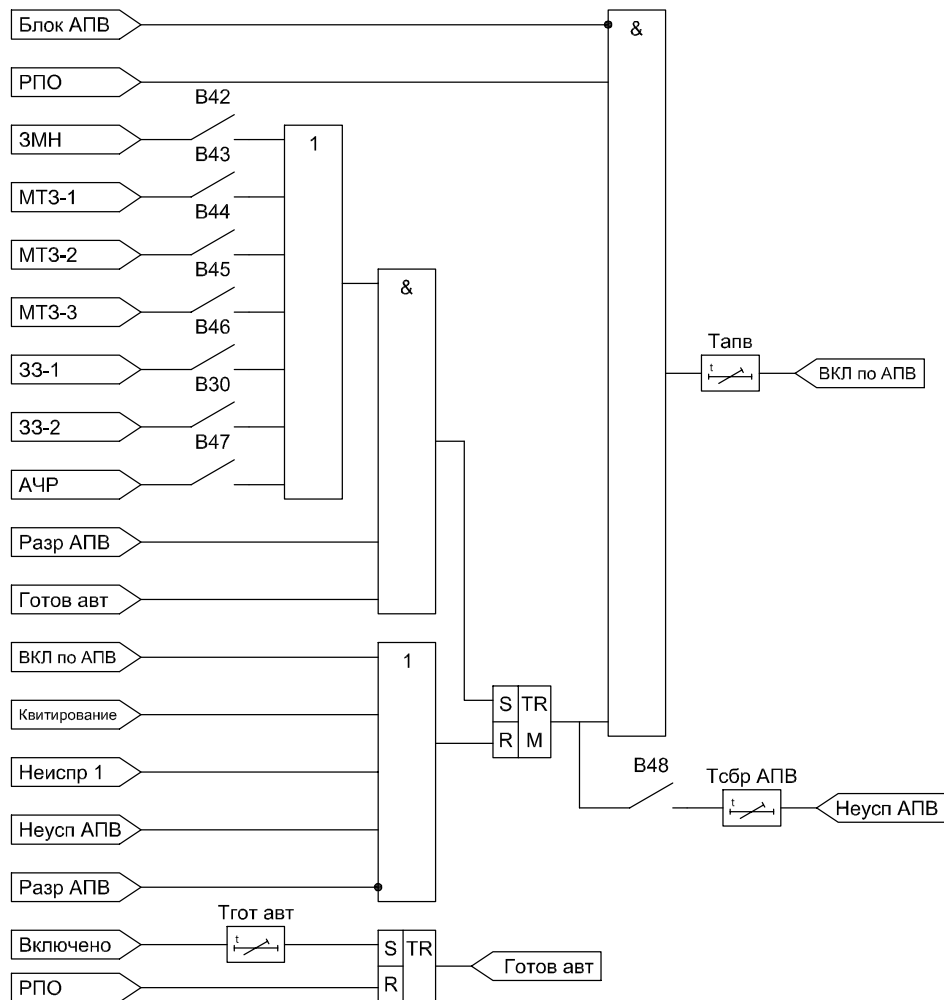 Блок АПВ
&
РПО
В42
ЗМН
1
В43
МТЗ-1
В44
МТЗ-2
В45
&
МТЗ-3
В46
Тапв
ЗЗ-1
t
ВКЛ по АПВ
В30
ЗЗ-2
В47
АЧР
Разр АПВ
Готов авт
ВКЛ по АПВ
1
S TR
Квитирование
R M
Неиспр 1
В48
Тсбр АПВ
t
Неусп АПВ
Неусп АПВ
Разр АПВ
Тгот авт
Включено
t
S TR
Готов авт
РПО
R